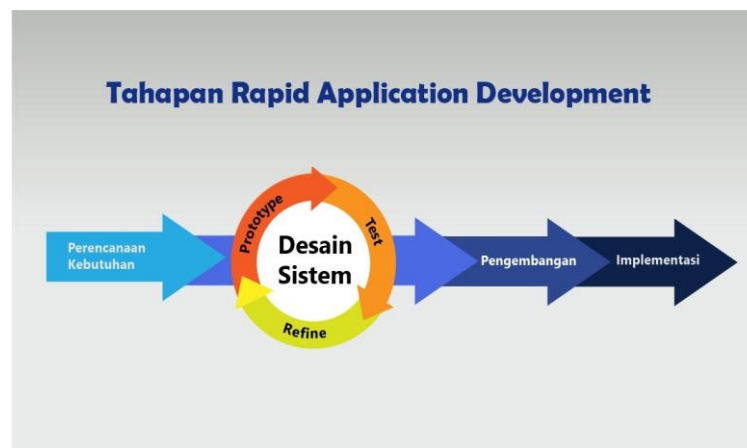 Tahapan Rapid Application Development
Perencanaan
Kebutuhan
Prototype
Test
Refine
Desain
Sistem
Pengembangan
Implementasi